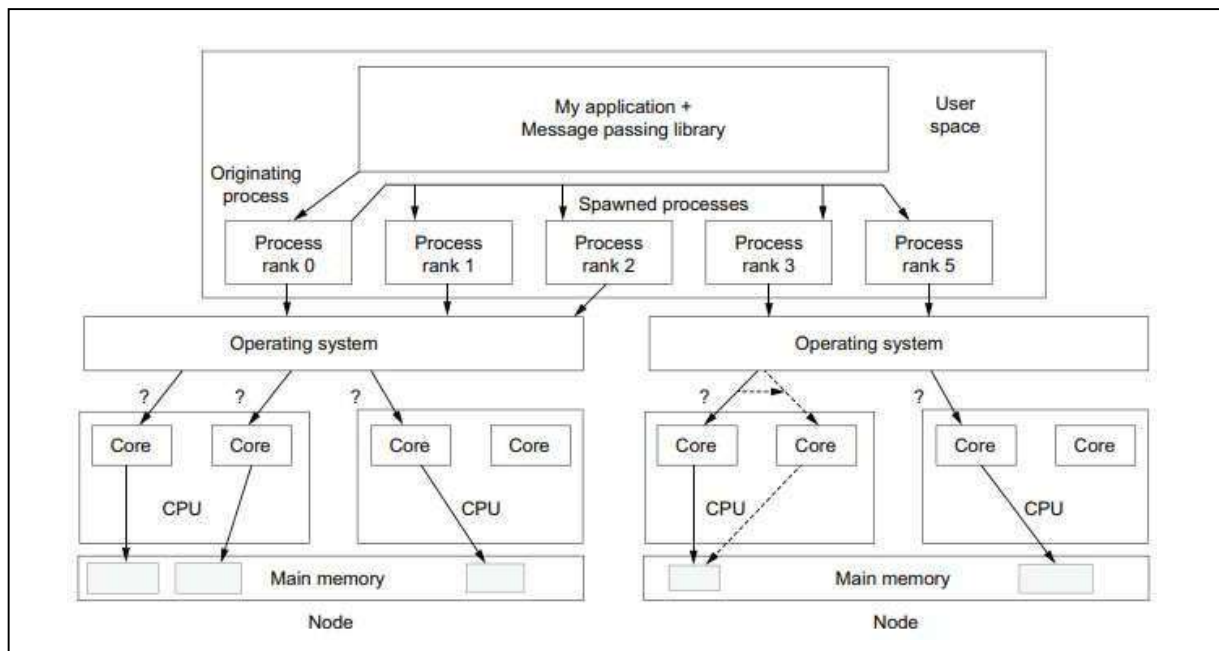 My application +
Message passing library
User
space
Originating
process
Spawned processes
Process
rank 0
Process
rank 1
Process
rank 2
Process
rank 3
Process
rank 5
Operating system
Operating system
?
?
?
?
?
Core
Core
Core
Core
Core
Core
Core
Core
CPU
CPU
CPU
CPU
Main memory
Main memory
Node
Node